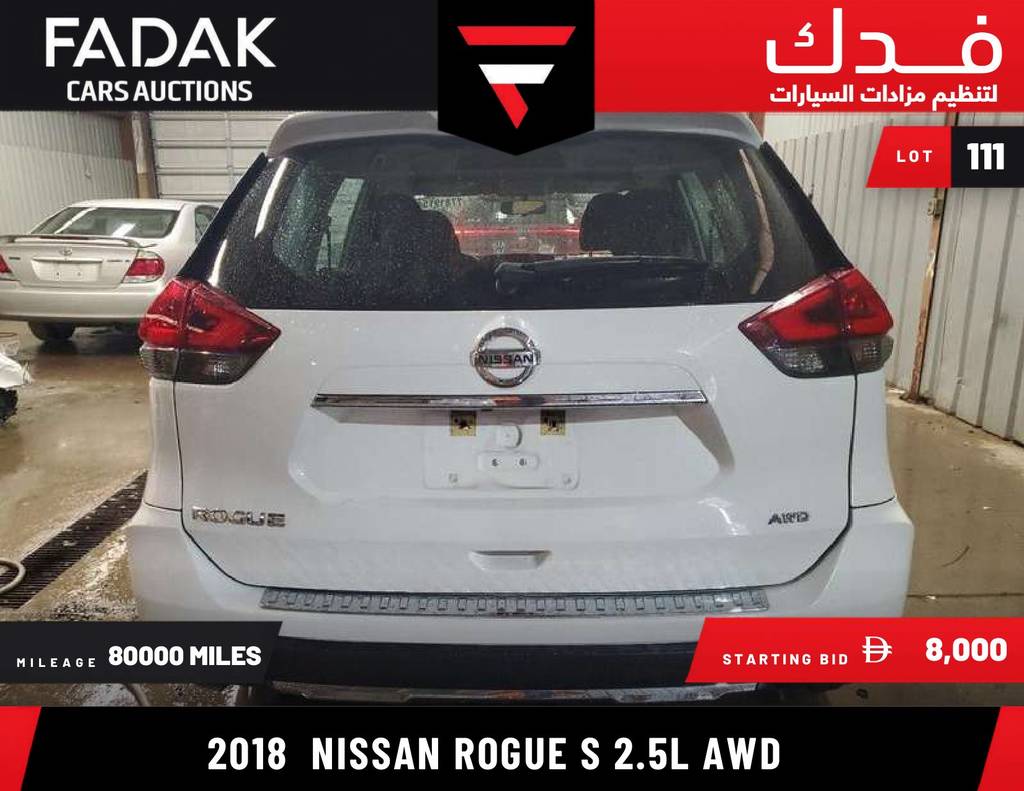 FADAK
CARS AUCTIONS
فدك
لتنظيم مزادات السيارات
LOT 111
NISSAN
ROGUE
AWD
MILEAGE 80000 MILES
STARTING BID 8,000
2018 NISSAN ROGUE S 2.5L AWD